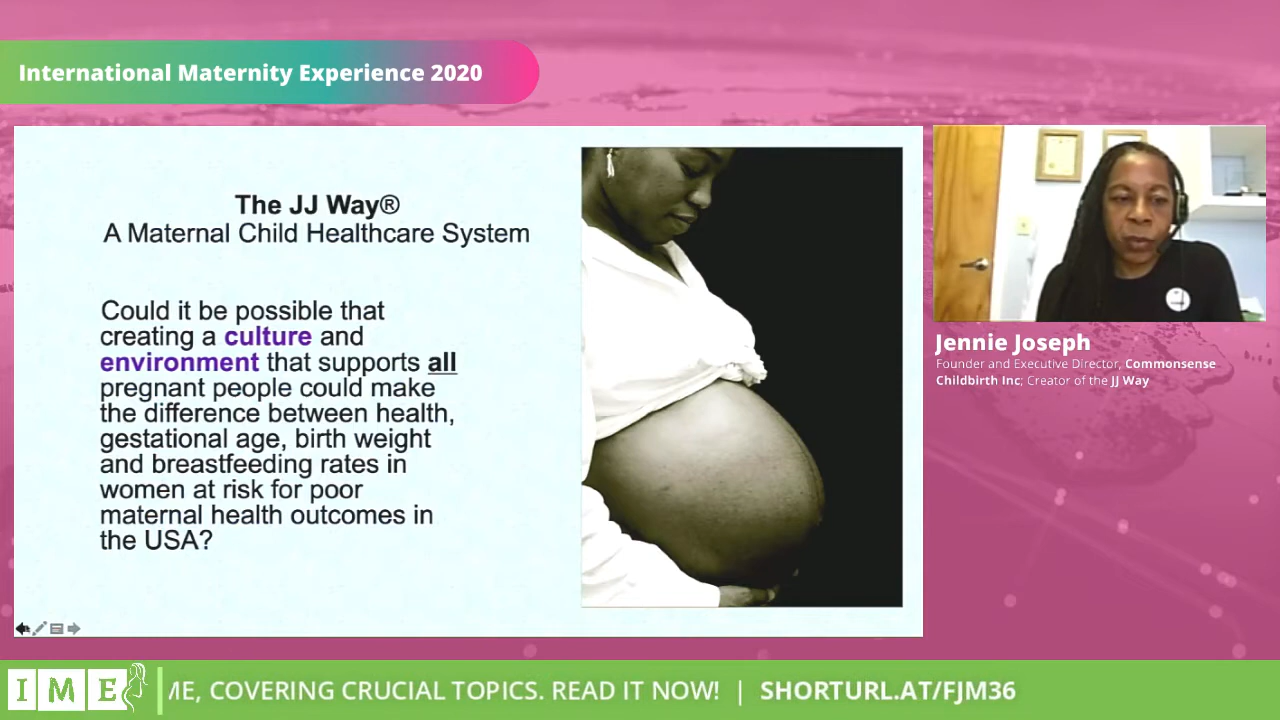 International Maternity Experience 2020
The JJ Way®
A Maternal Child Healthcare System
Could it be possible that
creating a culture and
environment that supports all
pregnant people could make
the difference between health,
gestational age, birth weight
and breastfeeding rates in
women at risk for poor
maternal health outcomes in
the USA?
Jennie Joseph
Founder and Executive Director, Commonsense
Childbirth Inc; Creator of the JJ Way
IME
COVERING CRUCIAL TOPICS. READ IT NOW! | SHORTURL.AT/FJM36